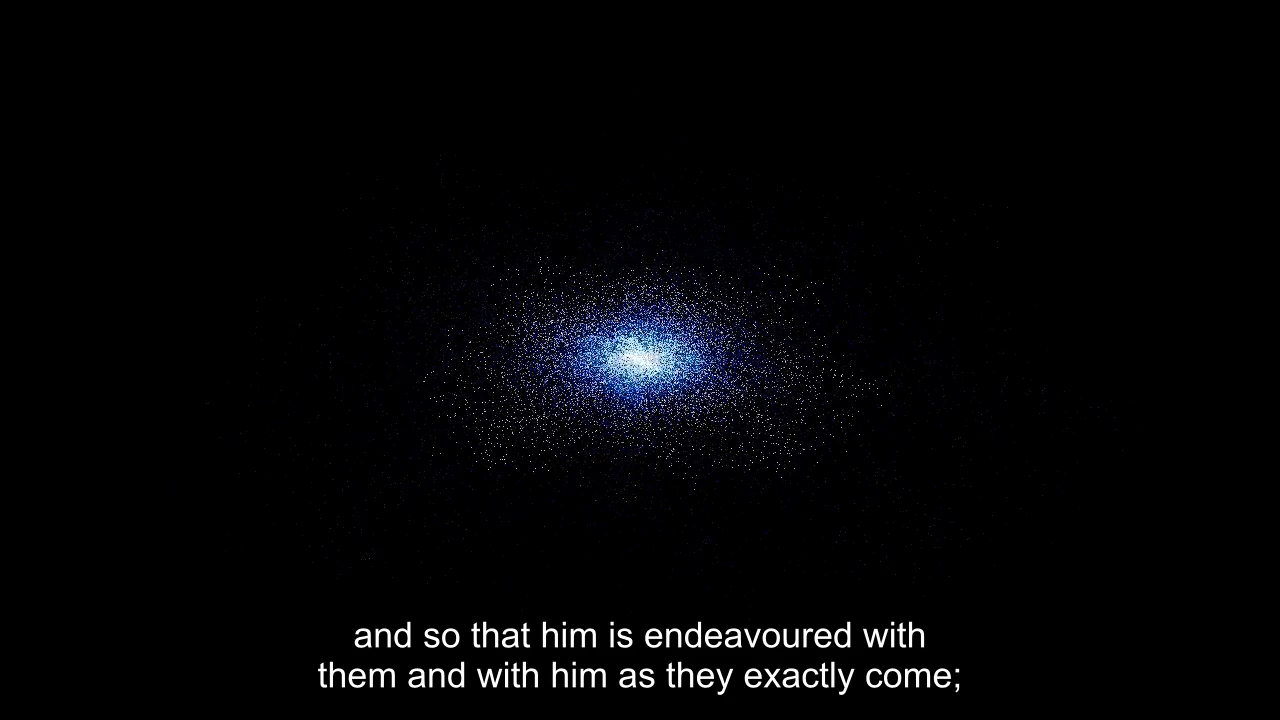 and so that him is endeavoured with
them and with him as they exactly come;